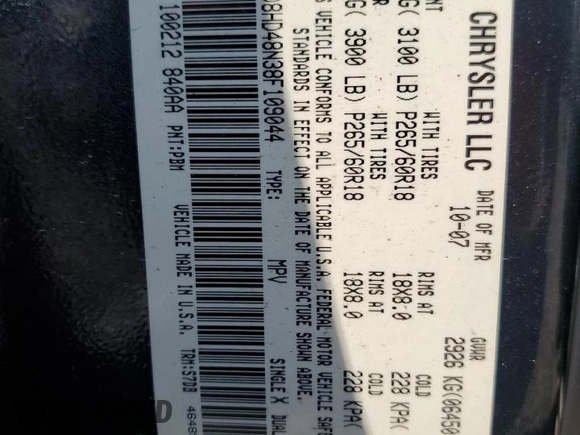 CHRYSLER LLC DATE OF MFR GVWR
10-07 2926 KG(06450
WITH TIRES RIMS AT COLD
G( 3100 LB) P265/60R18 18X8.0 228 KPA(
WITH TIRES RIMS AT COLD
G( 3900 LB) P265/60R18 18X8.0 228 KPA(
VEHICLE CONFORMS TO ALL APPLICABLE U.S.A. FEDERAL MOTOR VEHICLE SAFE
STANDARDS IN EFFECT ON THE DATE OF MANUFACTURE SHOWN ABOVE.
8HD48N38F109044 TYPE: MPV SINGLE X DUAL
100212 840AA PNT:PBM VEHICLE MADE IN U.S.A. TRM:S7D3